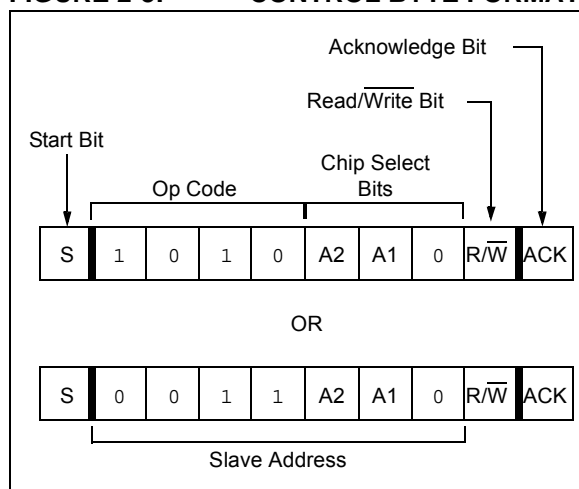 FIGURE 2-3: CONTROL BYTE FORMAT
Acknowledge Bit
Read/Write Bit
Start Bit
Chip Select
Op Code Bits
S 1 0 1 0 A2 A1 0 R/W ACK
OR
S 0 0 1 1 A2 A1 0 R/W ACK
Slave Address